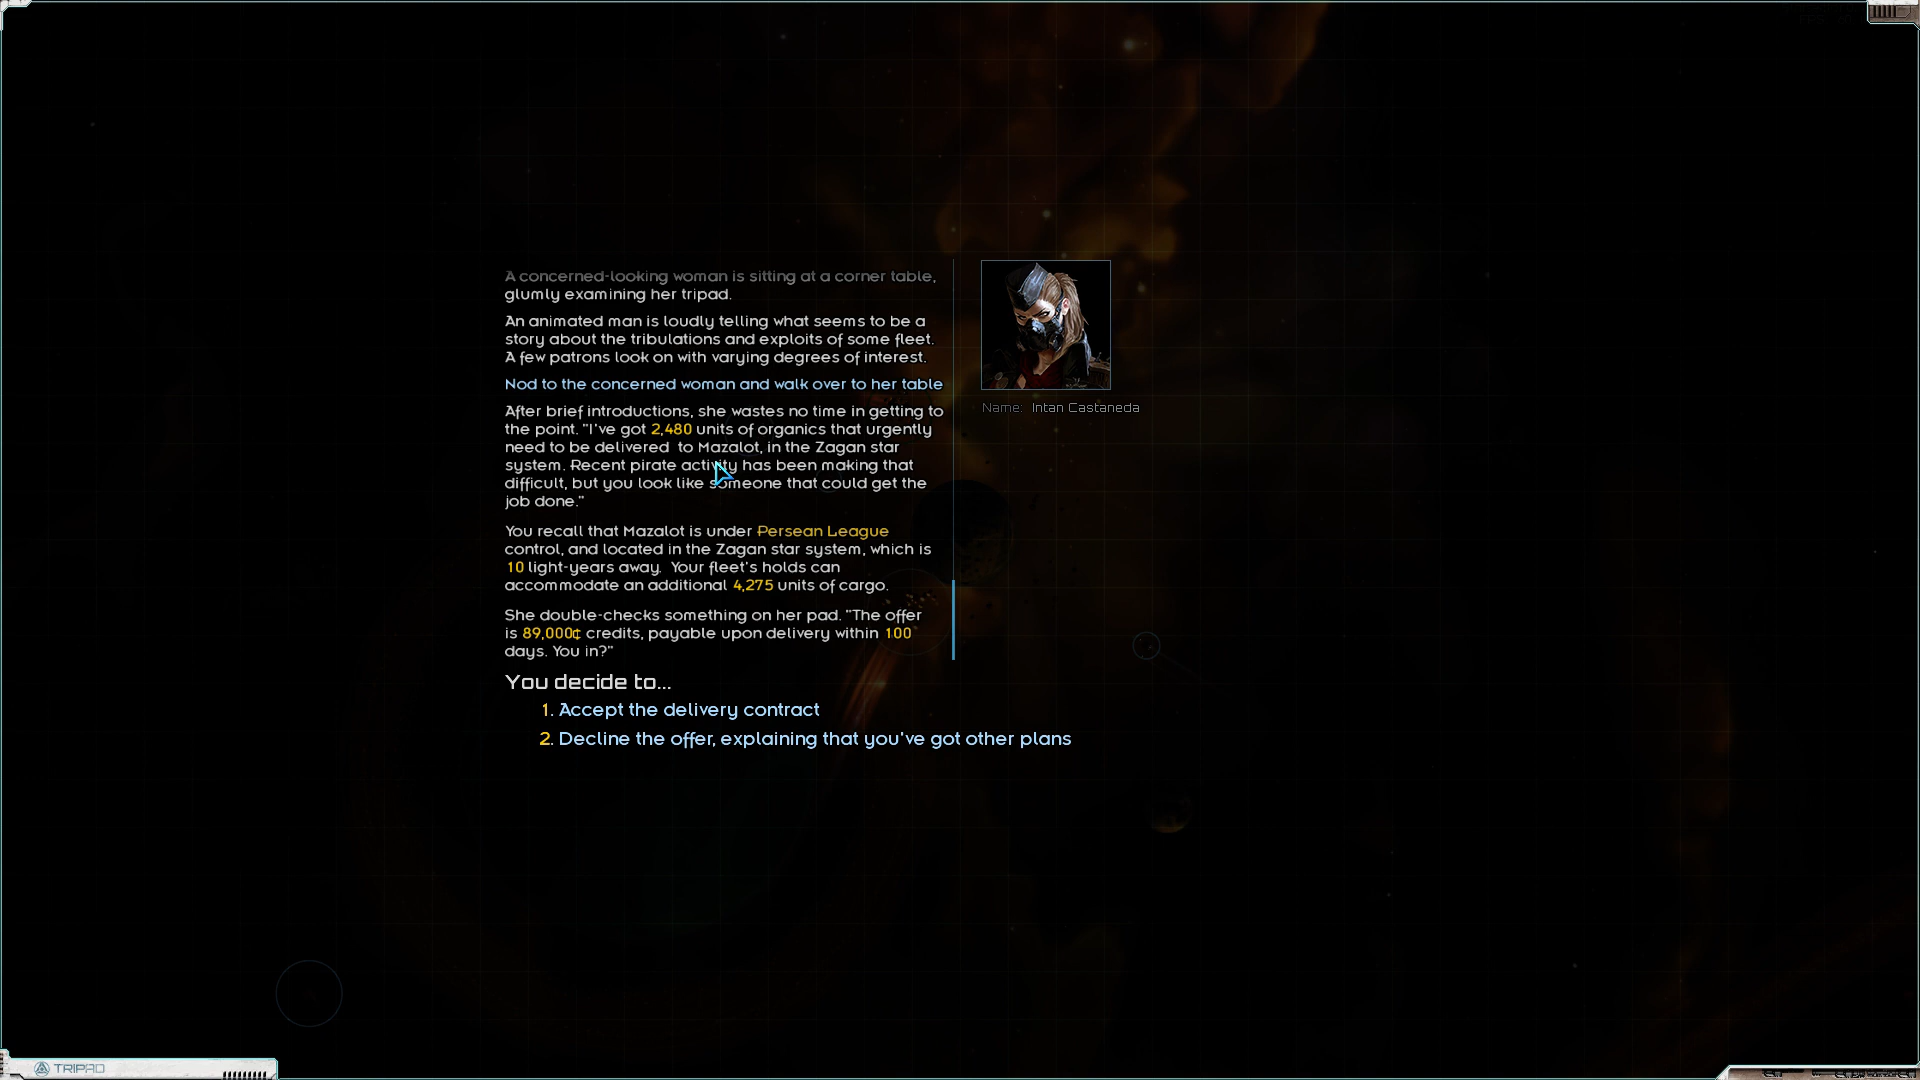 A concerned-looking woman is sitting at a corner table,
glumly examining her tripad.
An animated man is loudly telling what seems to be a
story about the tribulations and exploits of some fleet.
A few patrons look on with varying degrees of interest.
Nod to the concerned woman and walk over to her table
After brief introductions, she wastes no time in getting to
the point. "I've got 2,480 units of organics that urgently
need to be delivered  to Mazalot, in the Zagan star
system. Recent pirate activity has been making that
difficult, but you look like someone that could get the
job done."
You recall that Mazalot is under Persean League
control, and located in the Zagan star system, which is
10 light-years away.  Your fleet's holds can
accommodate an additional 4,275 units of cargo.
She double-checks something on her pad. "The offer
is 89,000¢ credits, payable upon delivery within 100
days. You in?"
You decide to...
1. Accept the delivery contract
2. Decline the offer, explaining that you've got other plans
Name: Intan Castaneda
TRIPAD